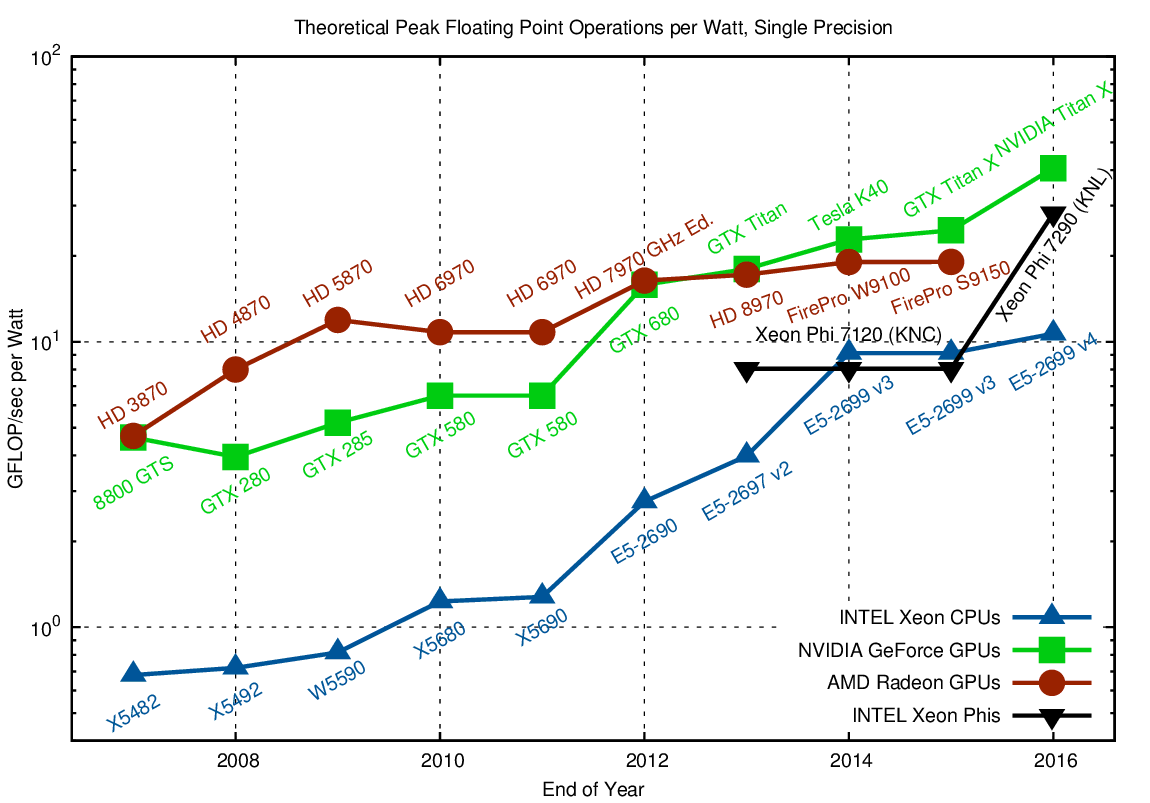 Theoretical Peak Floating Point Operations per Watt, Single Precision
10^2
10^1
10^0
GFLOP/sec per Watt
HD 3870
HD 4870
HD 5870
HD 6970
HD 6970
HD 7970 GHz Ed.
HD 8970
FirePro W9100
FirePro S9150
8800 GTS
GTX 280
GTX 285
GTX 580
GTX 580
GTX 680
GTX Titan
Tesla K40
GTX Titan X
NVIDIA Titan X
Xeon Phi 7120 (KNC)
Xeon Phi 7290 (KNL)
X5482
X5492
W5590
X5680
X5690
E5-2690
E5-2697 v2
E5-2699 v3
E5-2699 v3
E5-2699 v4
INTEL Xeon CPUs
NVIDIA GeForce GPUs
AMD Radeon GPUs
INTEL Xeon Phis
2008 2010 2012 2014 2016
End of Year